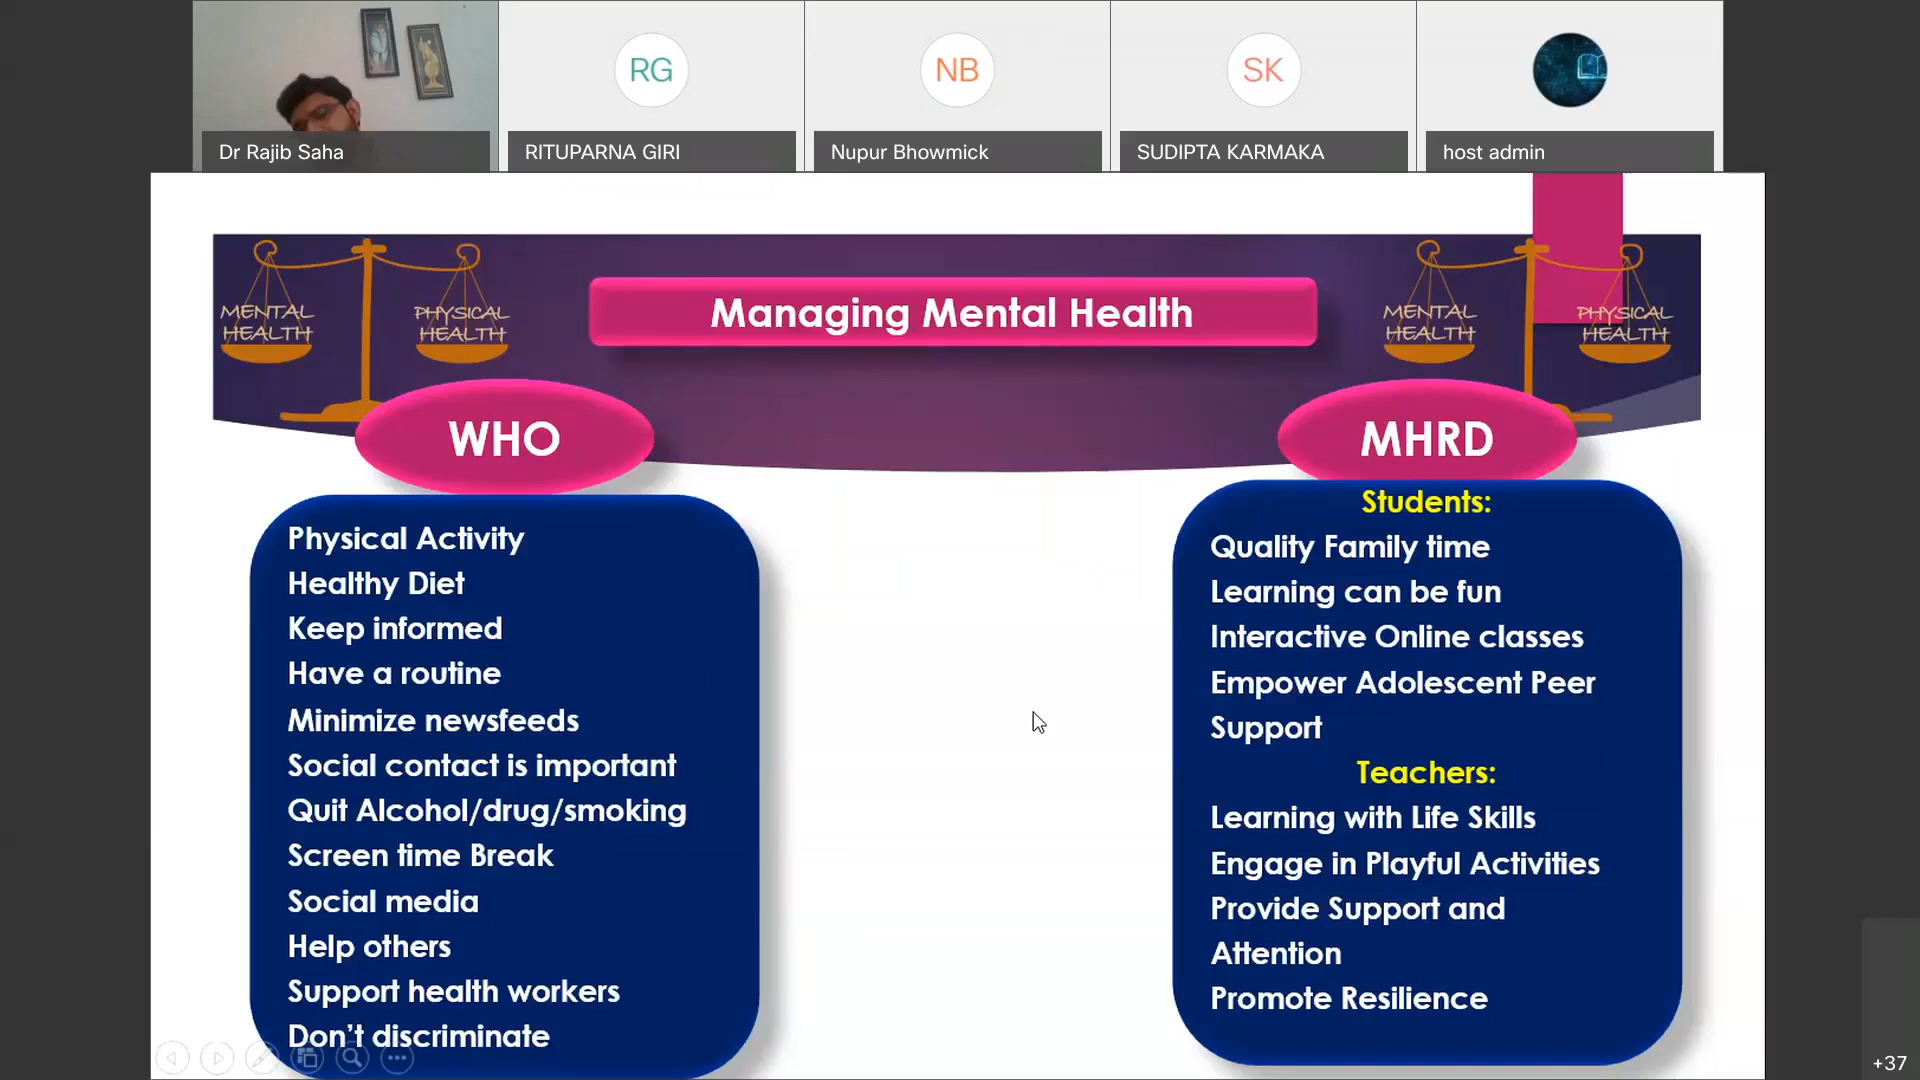 RG
NB
SK
Dr Rajib Saha
RITUPARNA GIRI
Nupur Bhowmick
SUDIPTA KARMAKA
host admin
MENTAL
HEALTH
PHYSICAL
HEALTH
Managing Mental Health
MENTAL
HEALTH
PHYSICAL
HEALTH
WHO
Physical Activity
Healthy Diet
Keep informed
Have a routine
Minimize newsfeeds
Social contact is important
Quit Alcohol/drug/smoking
Screen time Break
Social media
Help others
Support health workers
Don’t discriminate
MHRD
Students:
Quality Family time
Learning can be fun
Interactive Online classes
Empower Adolescent Peer
Support
Teachers:
Learning with Life Skills
Engage in Playful Activities
Provide Support and
Attention
Promote Resilience
+37